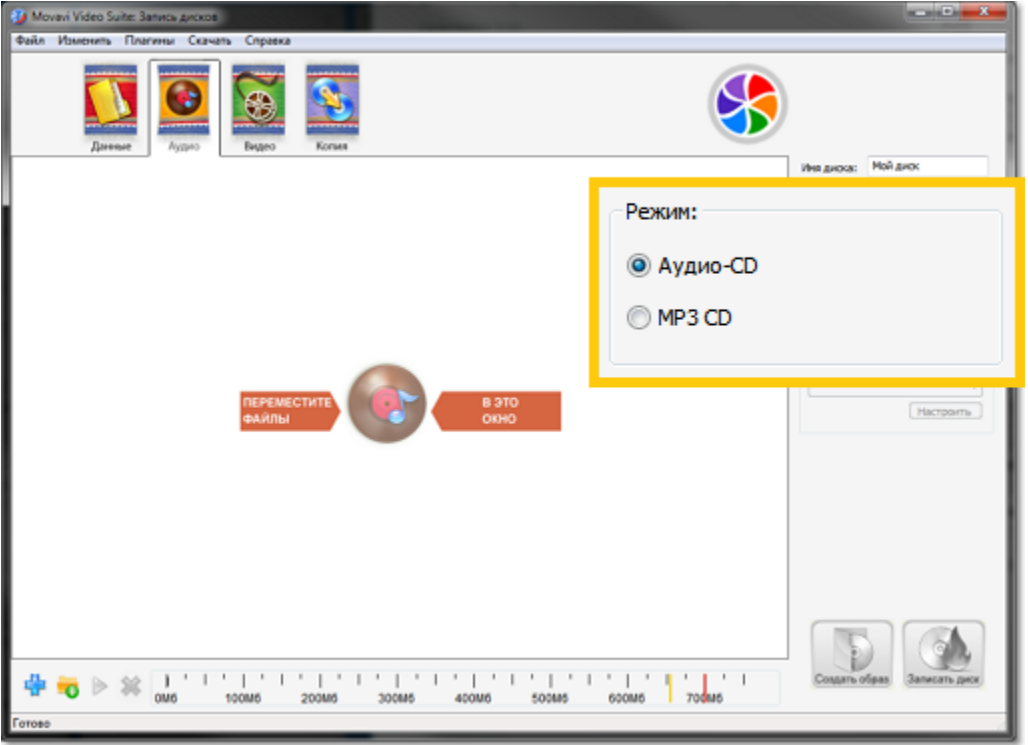 Movavi Video Suite: Запись дисков
Файл Изменить Плагины Скачать Справка
Данные Аудио Видео Копия
Имя диска: Мой диск
Режим:
Аудио-CD
MP3 CD
ПЕРЕМЕСТИТЕ
ФАЙЛЫ
В ЭТО
ОКНО
Настроить
Создать образ Записать диск
0Мб 100Мб 200Мб 300Мб 400Мб 500Мб 600Мб 700Мб
Готово